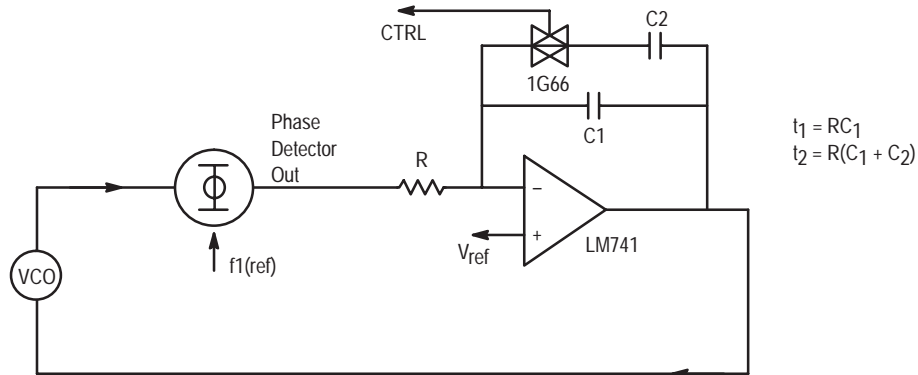 CTRL
C2
1G66
C1
Phase
Detector
Out
R
t1 = RC1
t2 = R(C1 + C2)
–
+
LM741
Vref
f1(ref)
VCO